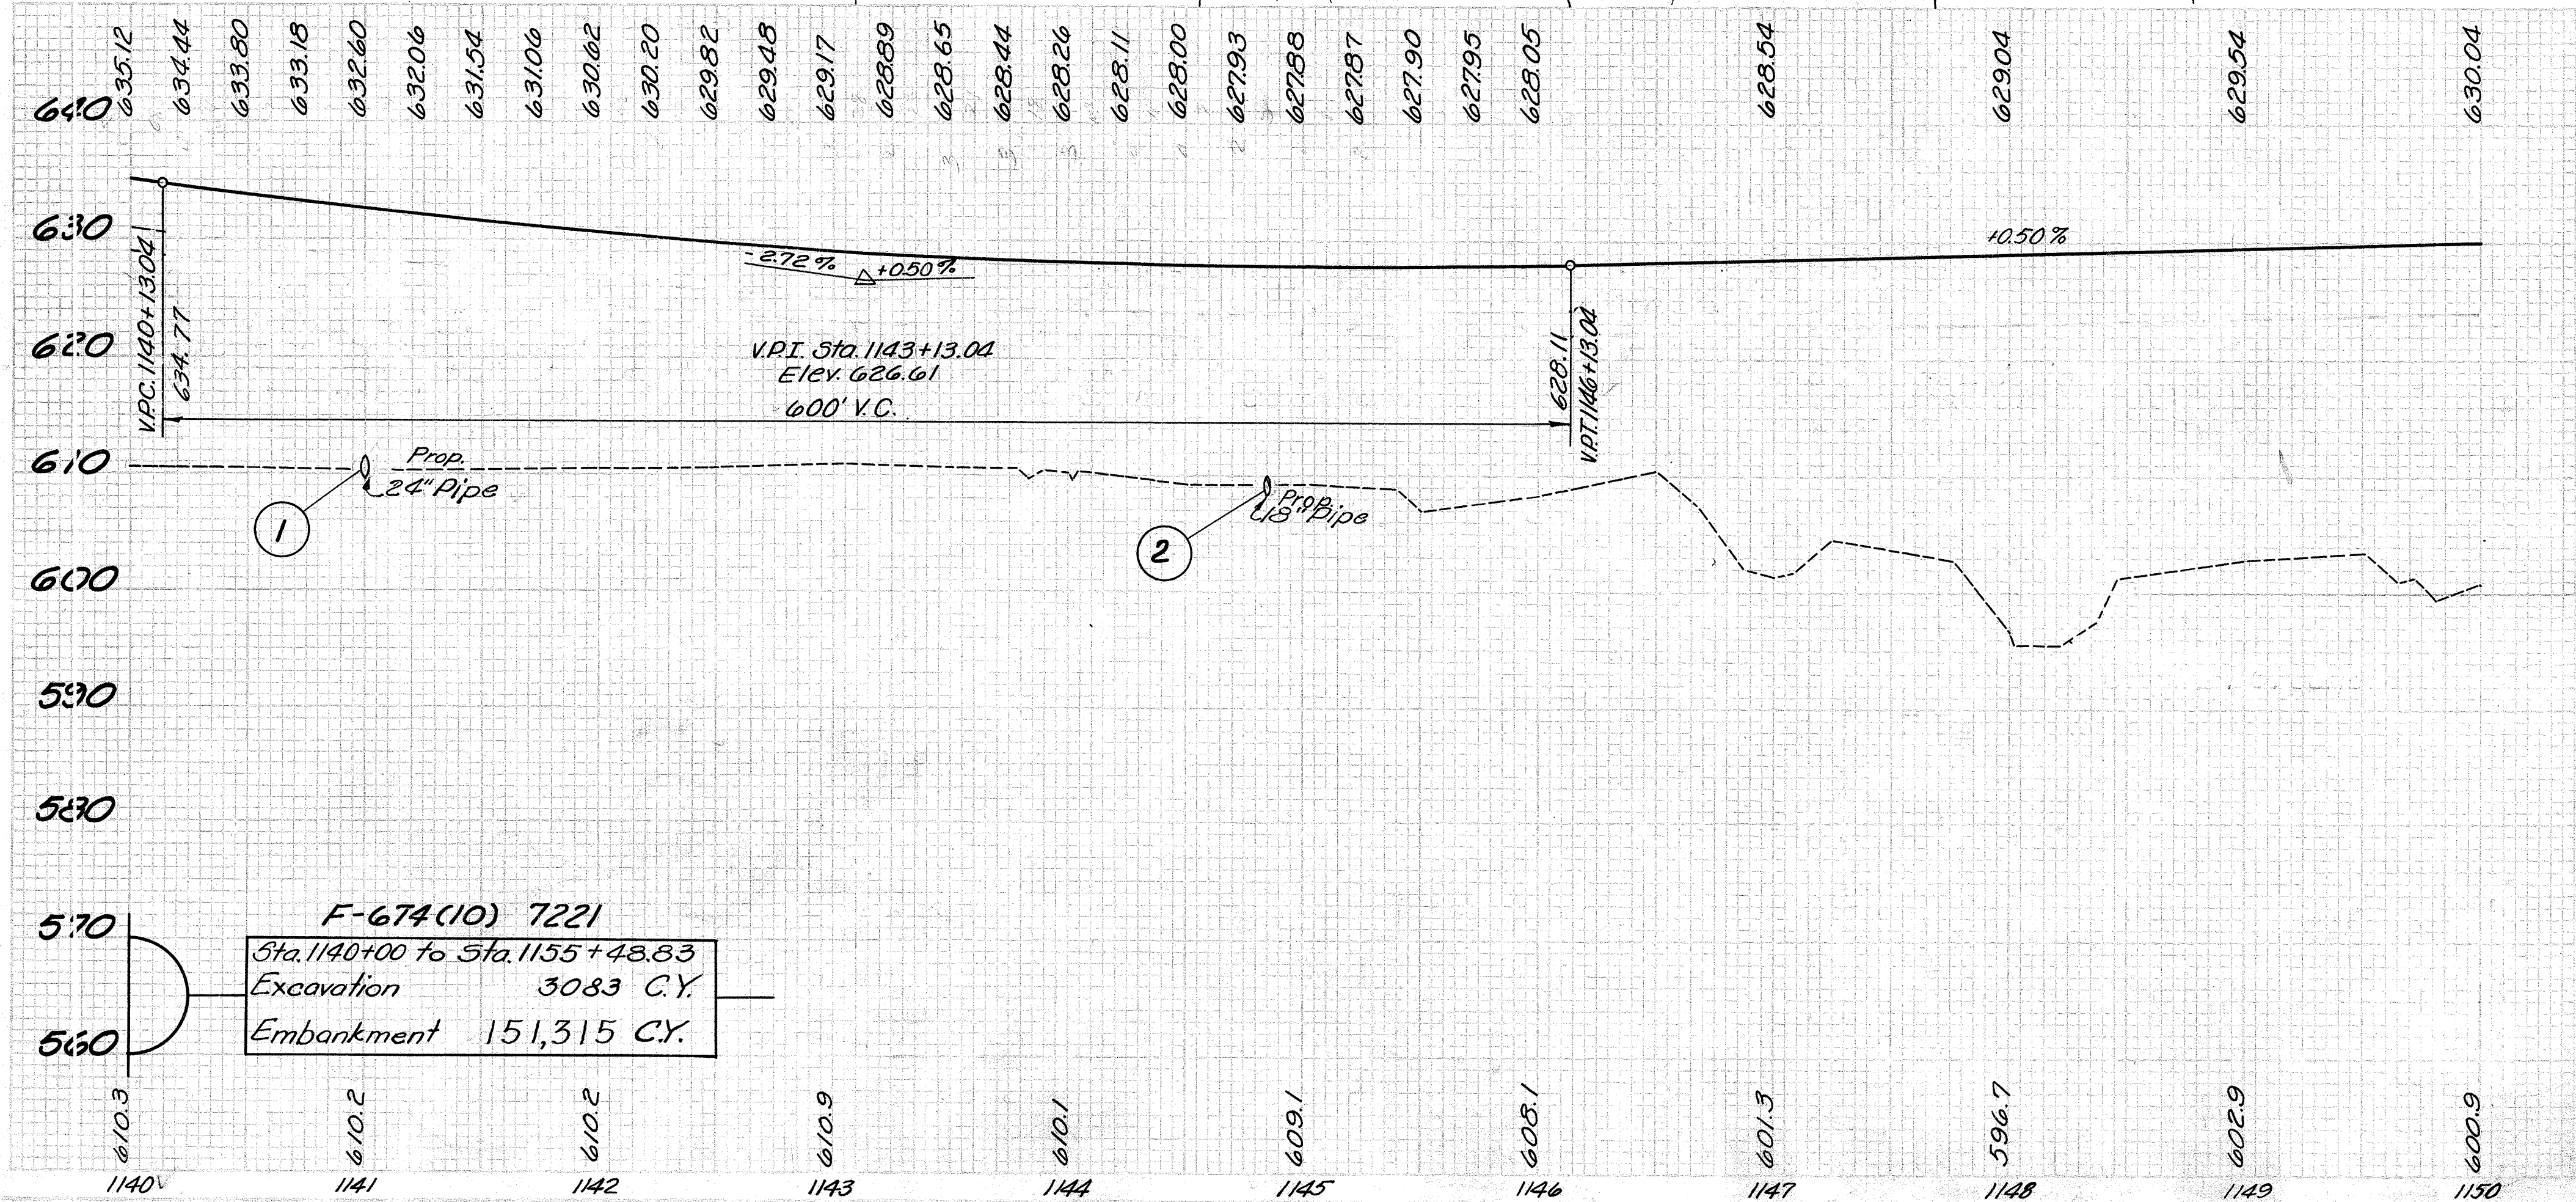 635.12 634.44 633.80 633.18 632.60 632.06 631.54 631.06 630.62 630.20 629.82 629.48 629.17 628.89 628.65 628.44 628.26 628.11 628.00 627.93 627.88 627.87 627.90 627.95 628.05 628.54 629.04 629.54 630.04
640
630
620
610
600
590
580
570
560
V.P.C. 1140+13.04
634.77
-2.72 %
+0.50 %
+0.50 %
V.P.I. Sta. 1143+13.04
Elev. 626.61
600' V.C.
628.11
V.P.T. 1146+13.04
Prop.
24" Pipe
1
Prop.
18" Pipe
2
F-674(10) 7221
Sta. 1140+00 to Sta. 1155+48.83
Excavation 3083 C.Y.
Embankment 151,315 C.Y.
610.3 610.2 610.2 610.9 610.1 609.1 608.1 601.3 596.7 602.9 600.9
1140 1141 1142 1143 1144 1145 1146 1147 1148 1149 1150